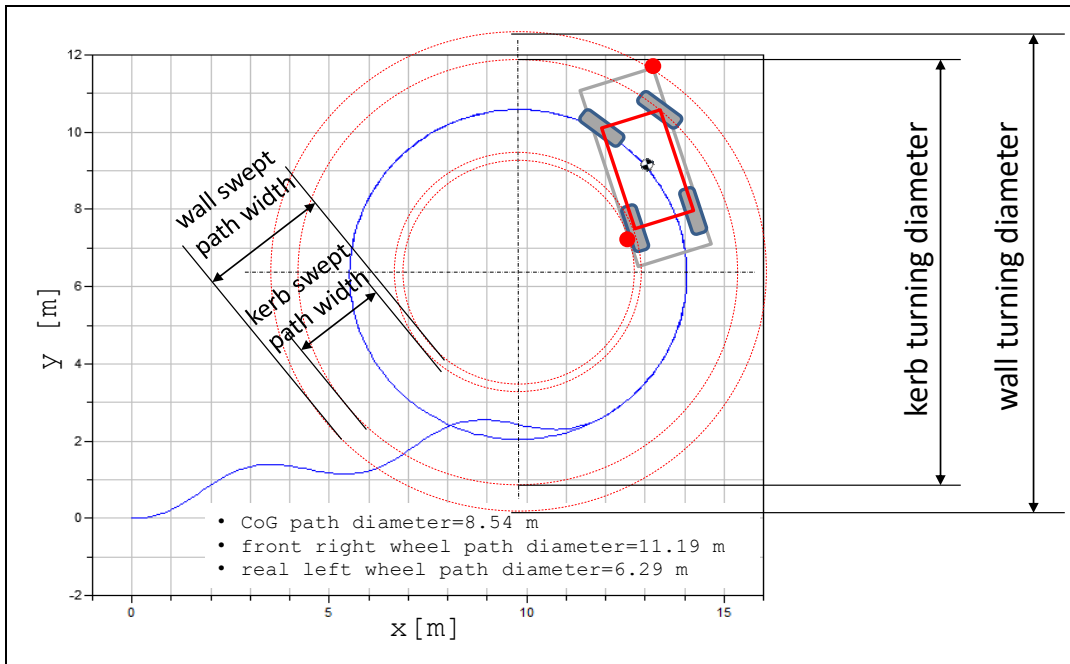 12
10
8
6
4
2
0
-2
y [m]
0
5
10
15
x [m]
wall swept
path width
kerb swept
path width
kerb turning diameter
wall turning diameter
• CoG path diameter=8.54 m
• front right wheel path diameter=11.19 m
• real left wheel path diameter=6.29 m